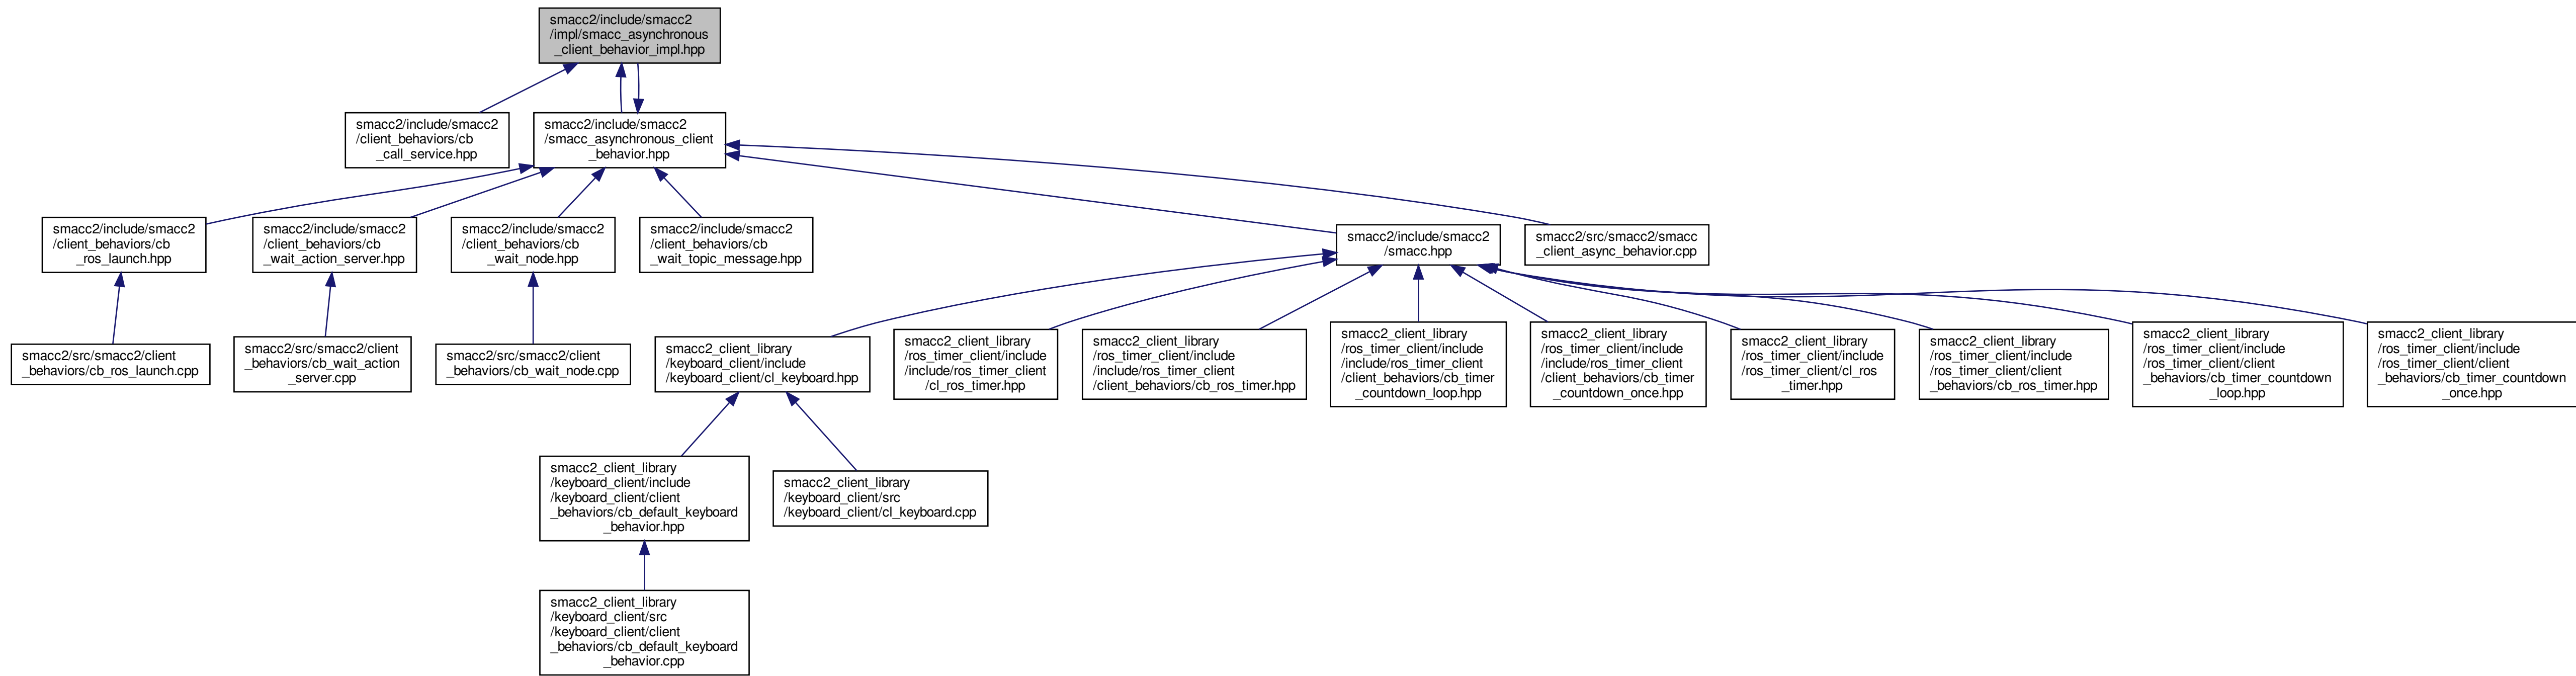 smacc2/include/smacc2
/impl/smacc_asynchronous
_client_behavior_impl.hpp
smacc2/include/smacc2
/client_behaviors/cb
_call_service.hpp
smacc2/include/smacc2
/smacc_asynchronous_client
_behavior.hpp
smacc2/include/smacc2
/client_behaviors/cb
_ros_launch.hpp
smacc2/include/smacc2
/client_behaviors/cb
_wait_action_server.hpp
smacc2/include/smacc2
/client_behaviors/cb
_wait_node.hpp
smacc2/include/smacc2
/client_behaviors/cb
_wait_topic_message.hpp
smacc2/include/smacc2
/smacc.hpp
smacc2/src/smacc2/smacc
_client_async_behavior.cpp
smacc2/src/smacc2/client
_behaviors/cb_ros_launch.cpp
smacc2/src/smacc2/client
_behaviors/cb_wait_action
_server.cpp
smacc2/src/smacc2/client
_behaviors/cb_wait_node.cpp
smacc2_client_library
/keyboard_client/include
/keyboard_client/cl_keyboard.hpp
smacc2_client_library
/ros_timer_client/include
/include/ros_timer_client
/cl_ros_timer.hpp
smacc2_client_library
/ros_timer_client/include
/include/ros_timer_client
/client_behaviors/cb_ros_timer.hpp
smacc2_client_library
/ros_timer_client/include
/include/ros_timer_client
/client_behaviors/cb_timer
_countdown_loop.hpp
smacc2_client_library
/ros_timer_client/include
/include/ros_timer_client
/client_behaviors/cb_timer
_countdown_once.hpp
smacc2_client_library
/ros_timer_client/include
/ros_timer_client/cl_ros
_timer.hpp
smacc2_client_library
/ros_timer_client/include
/ros_timer_client/client
_behaviors/cb_ros_timer.hpp
smacc2_client_library
/ros_timer_client/include
/ros_timer_client/client
_behaviors/cb_timer_countdown
_loop.hpp
smacc2_client_library
/ros_timer_client/include
/ros_timer_client/client
_behaviors/cb_timer_countdown
_once.hpp
smacc2_client_library
/keyboard_client/include
/keyboard_client/client
_behaviors/cb_default_keyboard
_behavior.hpp
smacc2_client_library
/keyboard_client/src
/keyboard_client/cl_keyboard.cpp
smacc2_client_library
/keyboard_client/src
/keyboard_client/client
_behaviors/cb_default_keyboard
_behavior.cpp